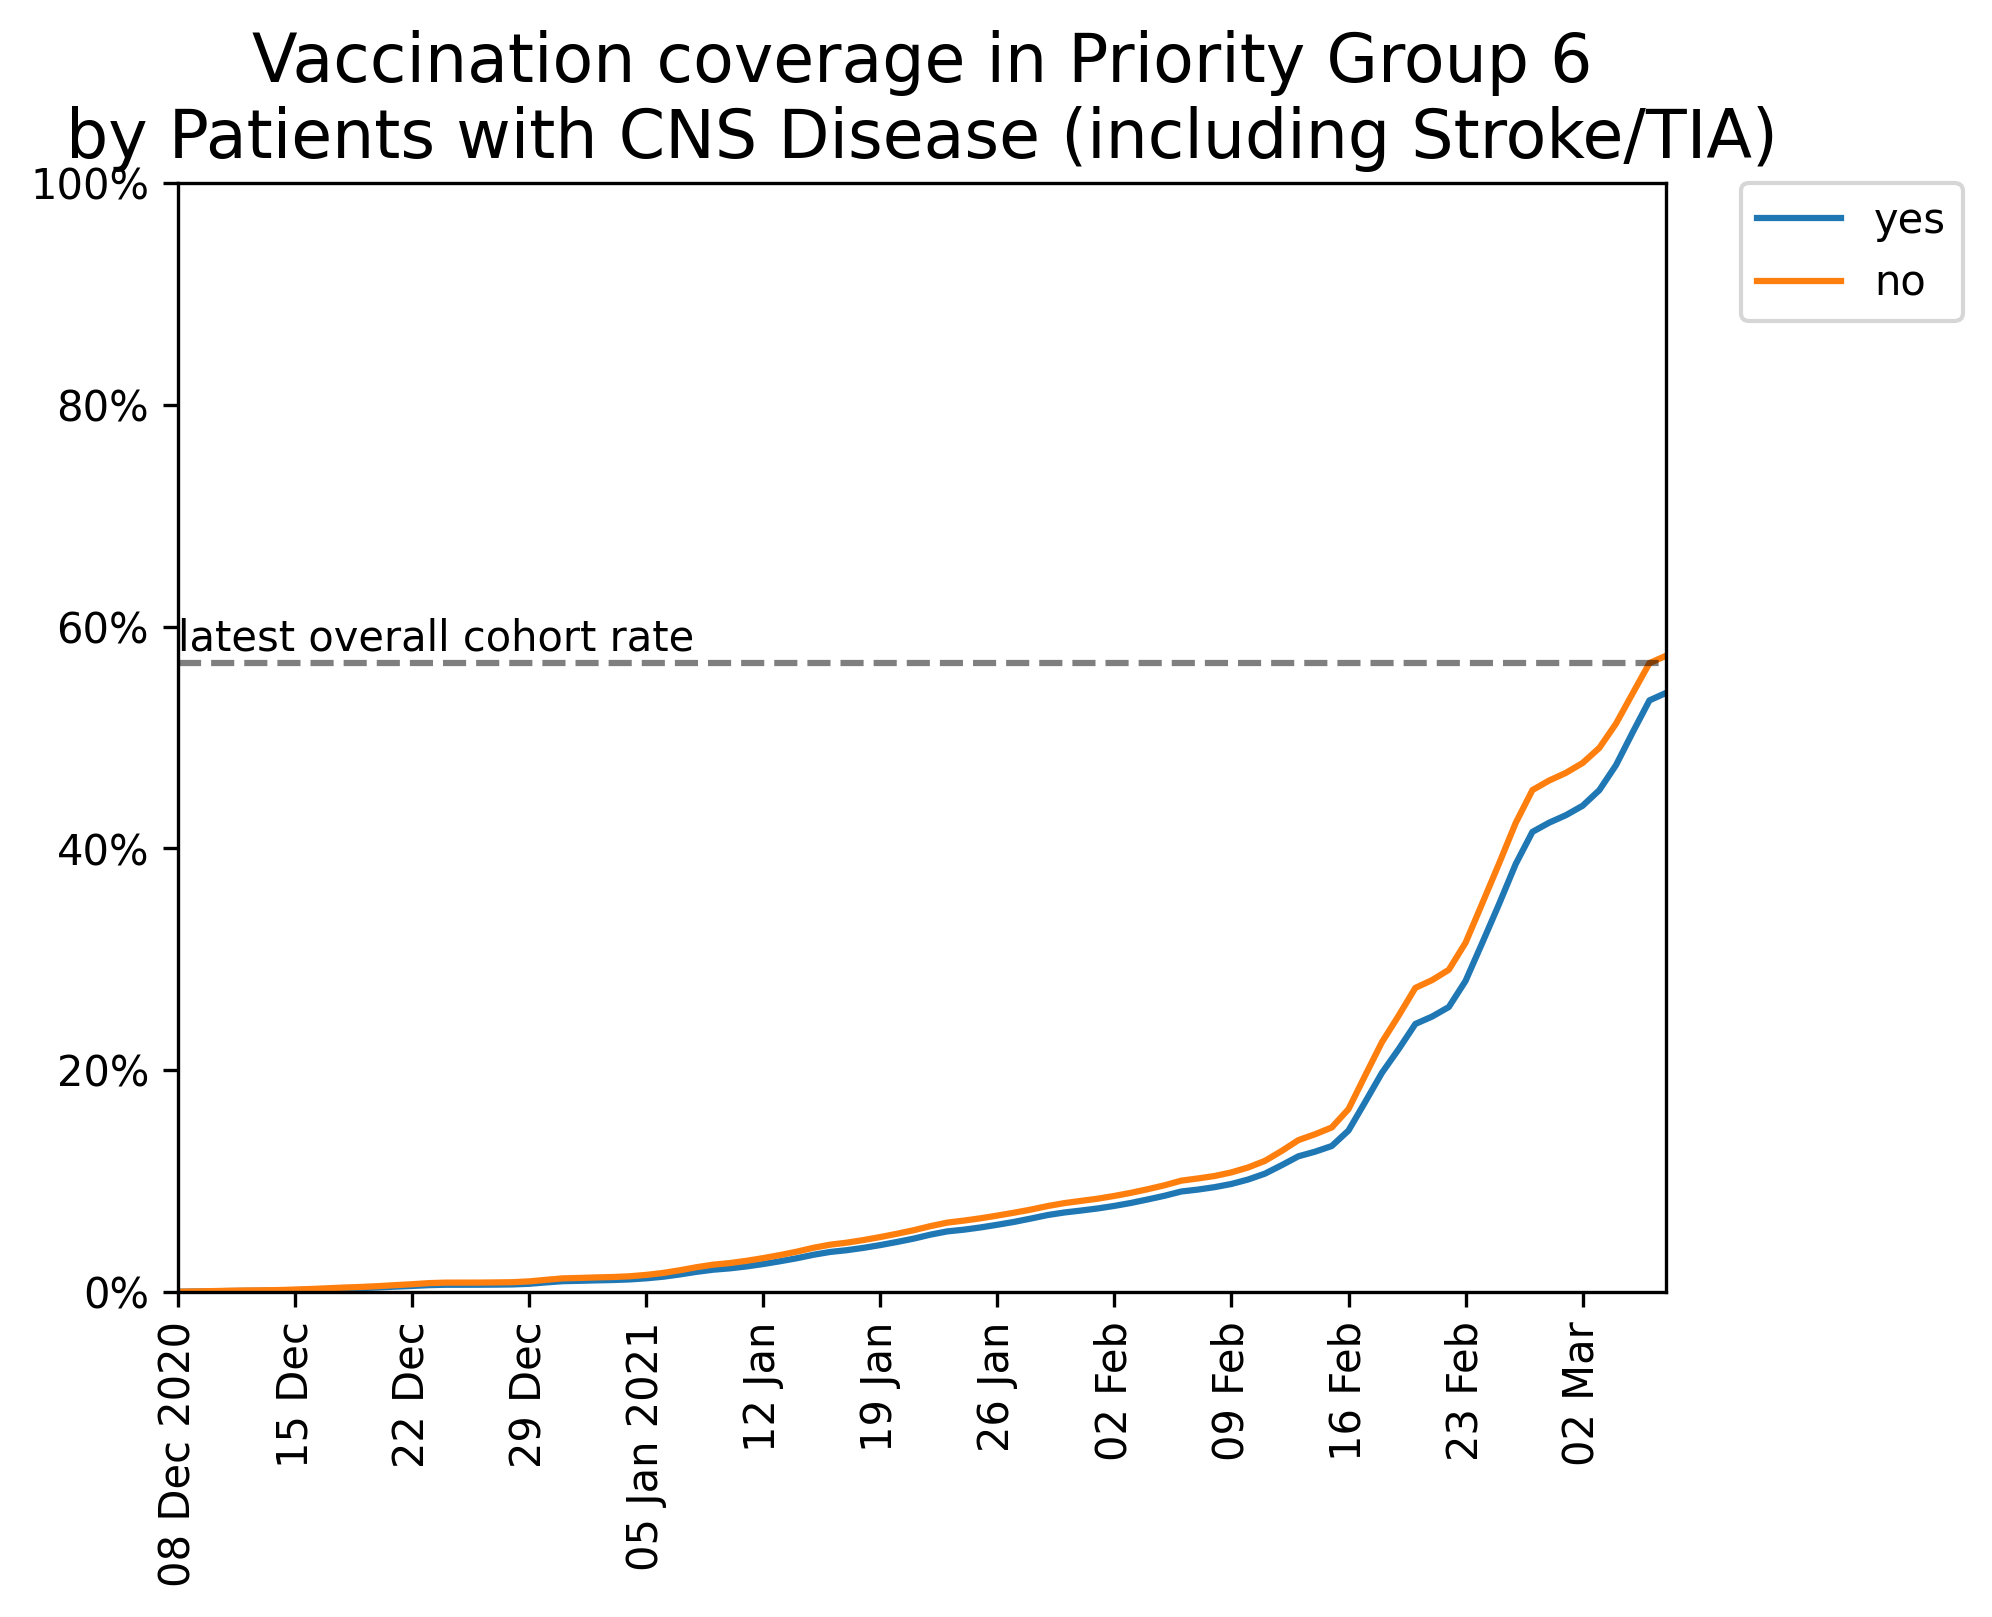 Vaccination coverage in Priority Group 6
by Patients with CNS Disease (including Stroke/TIA)
100%
80%
60%
40%
20%
0%
latest overall cohort rate
yes
no
08 Dec 2020
15 Dec
22 Dec
29 Dec
05 Jan 2021
12 Jan
19 Jan
26 Jan
02 Feb
09 Feb
16 Feb
23 Feb
02 Mar